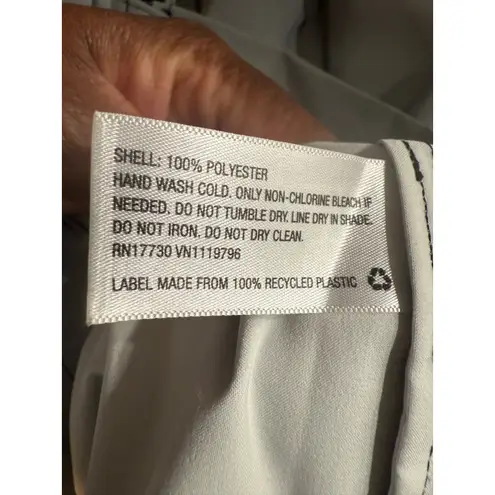 SHELL: 100% POLYESTER
HAND WASH COLD. ONLY NON-CHLORINE BLEACH IF
NEEDED. DO NOT TUMBLE DRY. LINE DRY IN SHADE.
DO NOT IRON. DO NOT DRY CLEAN.
RN17730 VN1119796
LABEL MADE FROM 100% RECYCLED PLASTIC